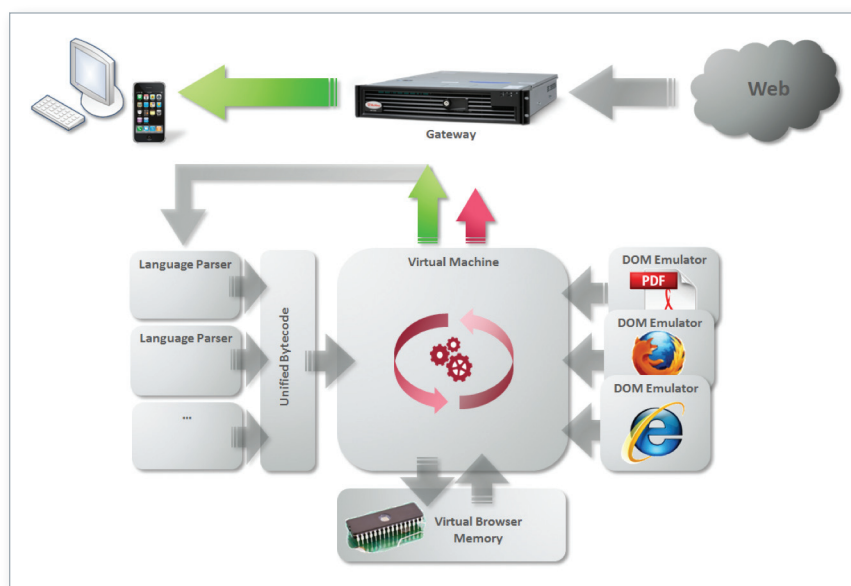 Web
Gateway
Language Parser
Virtual Machine
DOM Emulator
PDF
Language Parser
DOM Emulator
Unified Bytecode
DOM Emulator
...
Virtual Browser
Memory